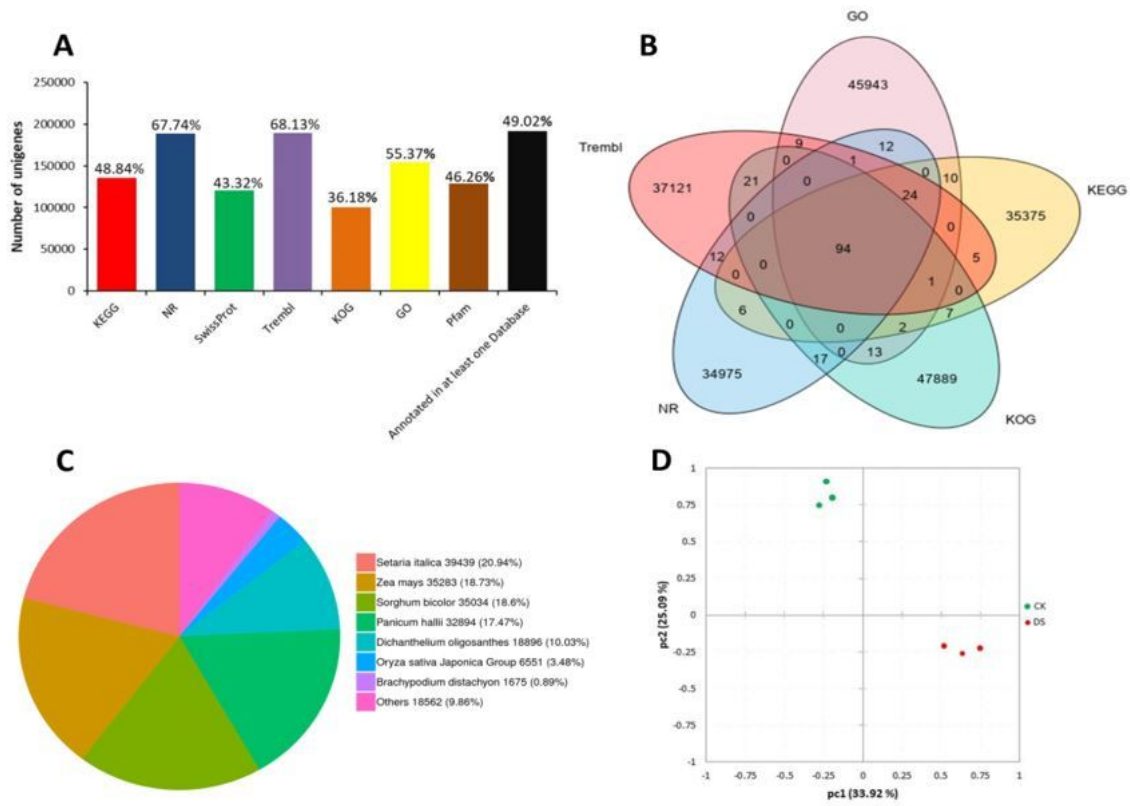 A
Number of unigenes
250000
200000
150000
100000
50000
0
48.84%
67.74%
43.32%
68.13%
36.18%
55.37%
46.26%
49.02%
KEGG
NR
SwissProt
Trembl
KOG
GO
Pfam
Annotated in at least one Database
B
GO
Trembl
KEGG
NR
KOG
45943
9
12
0
1
0
10
37121
21
0
24
35375
0
0
94
5
12
0
0
1
0
6
0
0
2
7
17
0
13
34975
47889
C
Setaria italica 39439 (20.94%)
Zea mays 35283 (18.73%)
Sorghum bicolor 35034 (18.6%)
Panicum hallii 32894 (17.47%)
Dichanthelium oligosanthes 18896 (10.03%)
Oryza sativa Japonica Group 6551 (3.48%)
Brachypodium distachyon 1675 (0.89%)
Others 18562 (9.86%)
D
pc2 (25.09 %)
1
0.75
0.5
0.25
0
-0.25
-0.5
-0.75
-1
-1
-0.75
-0.5
-0.25
0
0.25
0.5
0.75
1
pc1 (33.92 %)
CK
DS